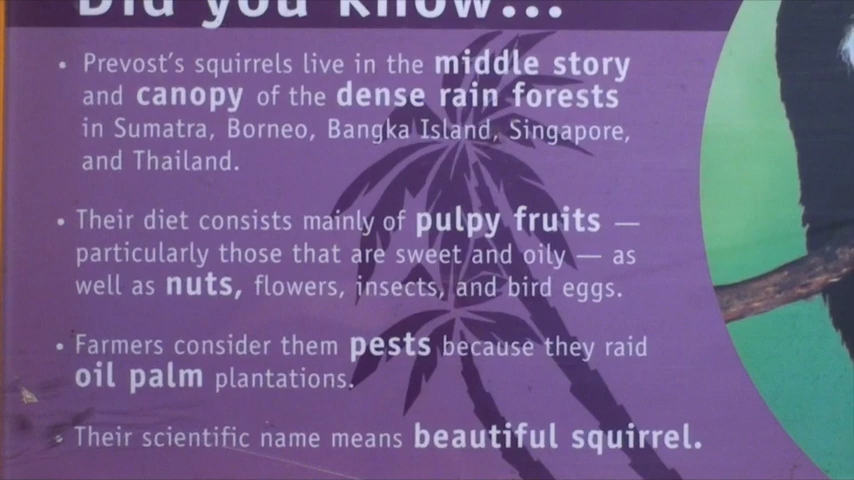 Did you know...
• Prevost's squirrels live in the middle story
and canopy of the dense rain forests
in Sumatra, Borneo, Bangka Island, Singapore,
and Thailand.
• Their diet consists mainly of pulpy fruits —
particularly those that are sweet and oily — as
well as nuts, flowers, insects, and bird eggs.
• Farmers consider them pests because they raid
oil palm plantations.
• Their scientific name means beautiful squirrel.